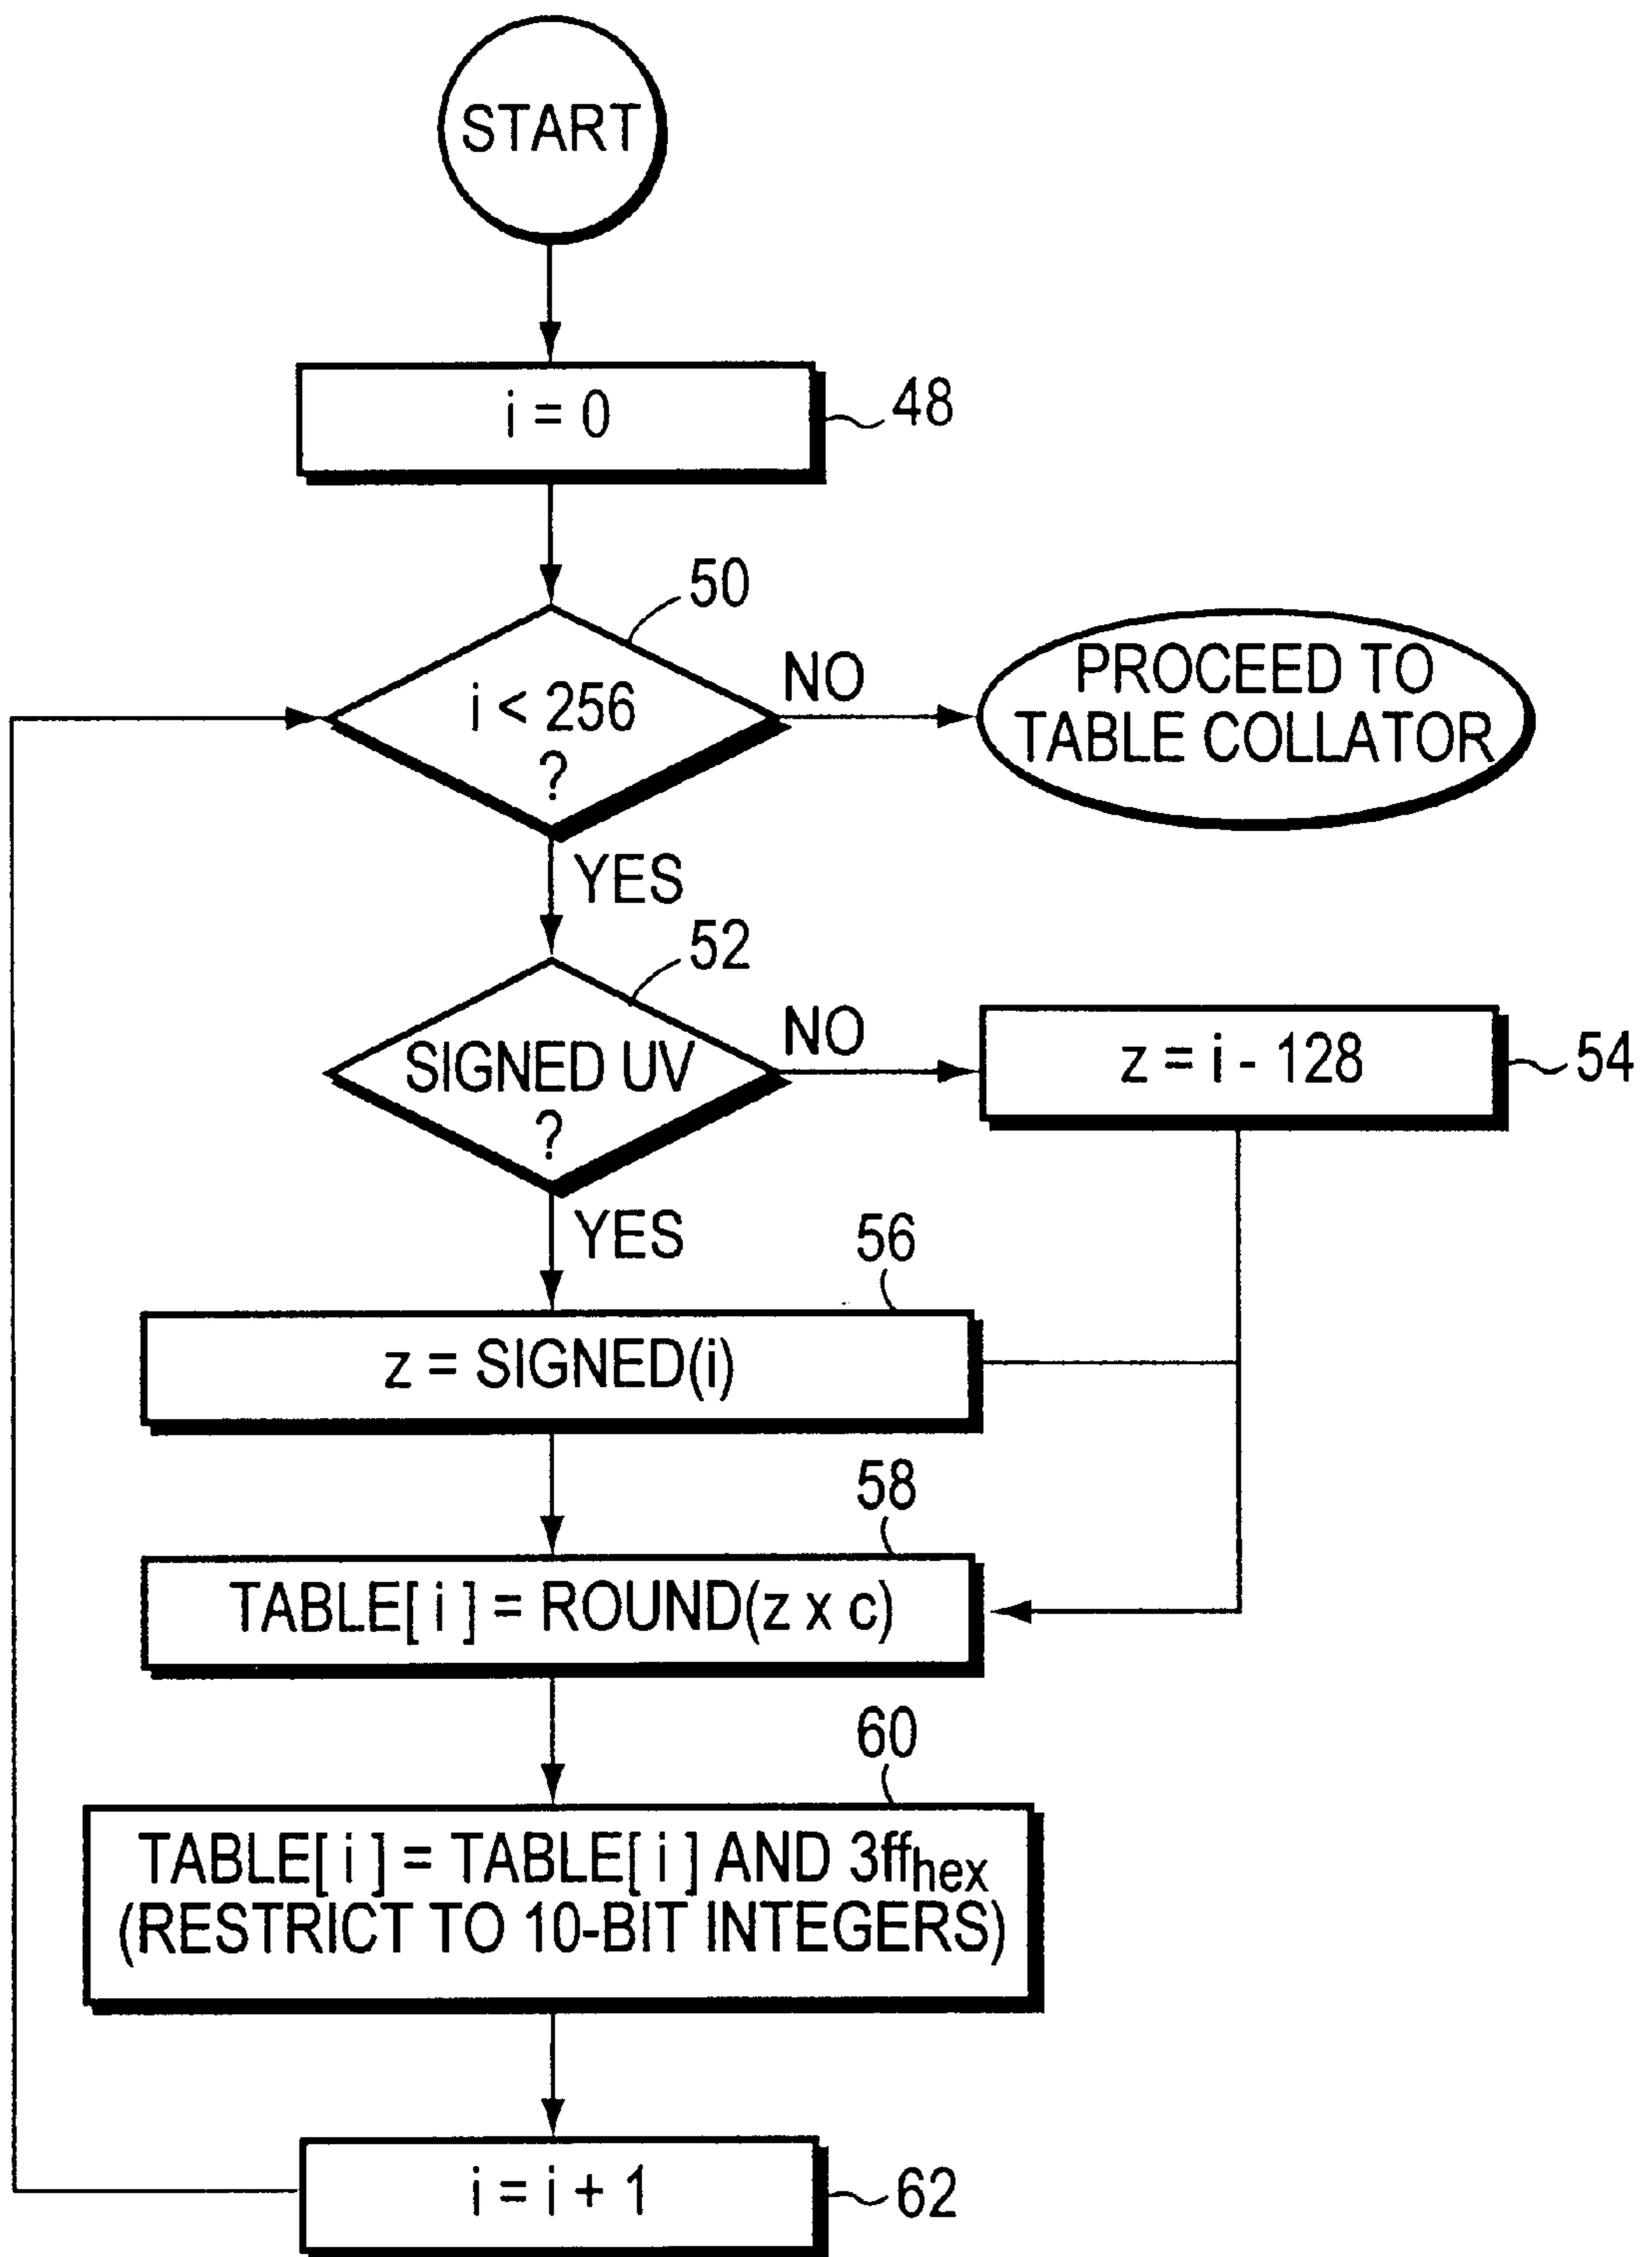 START
i = 0
48
50
i < 256
?
NO
PROCEED TO
TABLE COLLATOR
YES
52
SIGNED UV
?
NO
z = i - 128
54
YES
56
z = SIGNED(i)
58
TABLE[ i ] = ROUND(z x c)
60
TABLE[ i ] = TABLE[ i ] AND 3ffhex
(RESTRICT TO 10-BIT INTEGERS)
i = i + 1
62